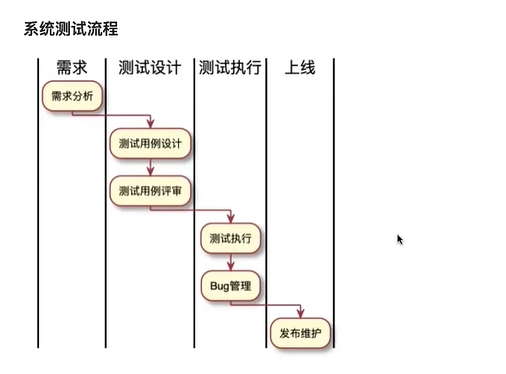 系统测试流程
需求 测试设计 测试执行 上线
需求分析
测试用例设计
测试用例评审
测试执行
Bug管理
发布维护